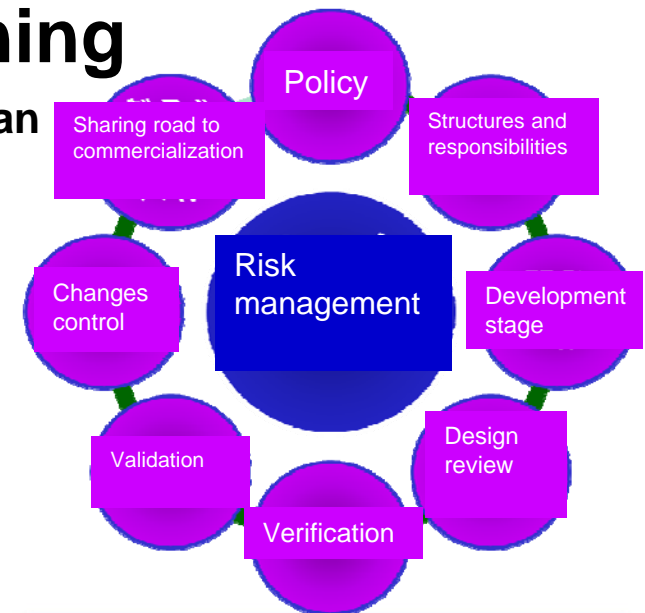 ning
an
Policy
Sharing road to
commercialization
Structures and
responsibilities
Risk
management
Changes
control
Development
stage
Design
review
Validation
Verification